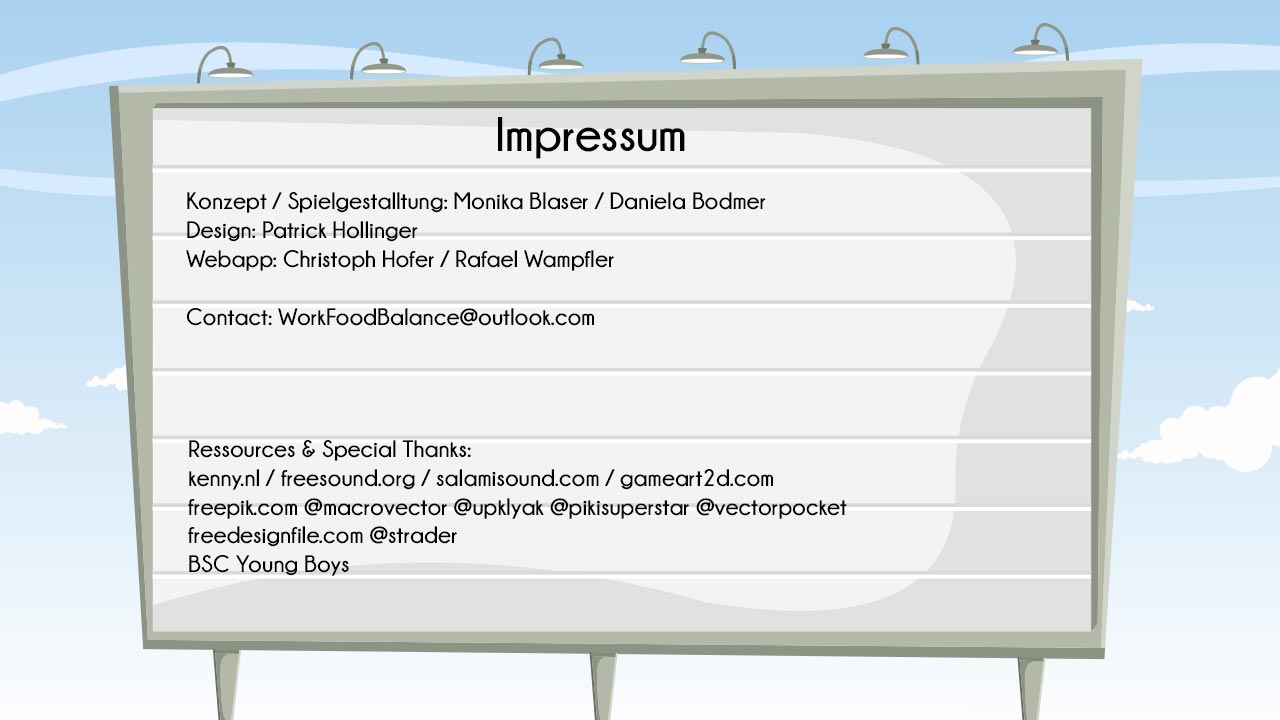 Impressum
Konzept / Spielgestalltung: Monika Blaser / Daniela Bodmer
Design: Patrick Hollinger
Webapp: Christoph Hofer / Rafael Wampfler
Contact: WorkFoodBalance@outlook.com
Ressources & Special Thanks:
kenny.nl / freesound.org / salamisound.com / gameart2d.com
freepik.com @macrovector @upklyak @pikisuperstar @vectorpocket
freedesignfile.com @strader
BSC Young Boys